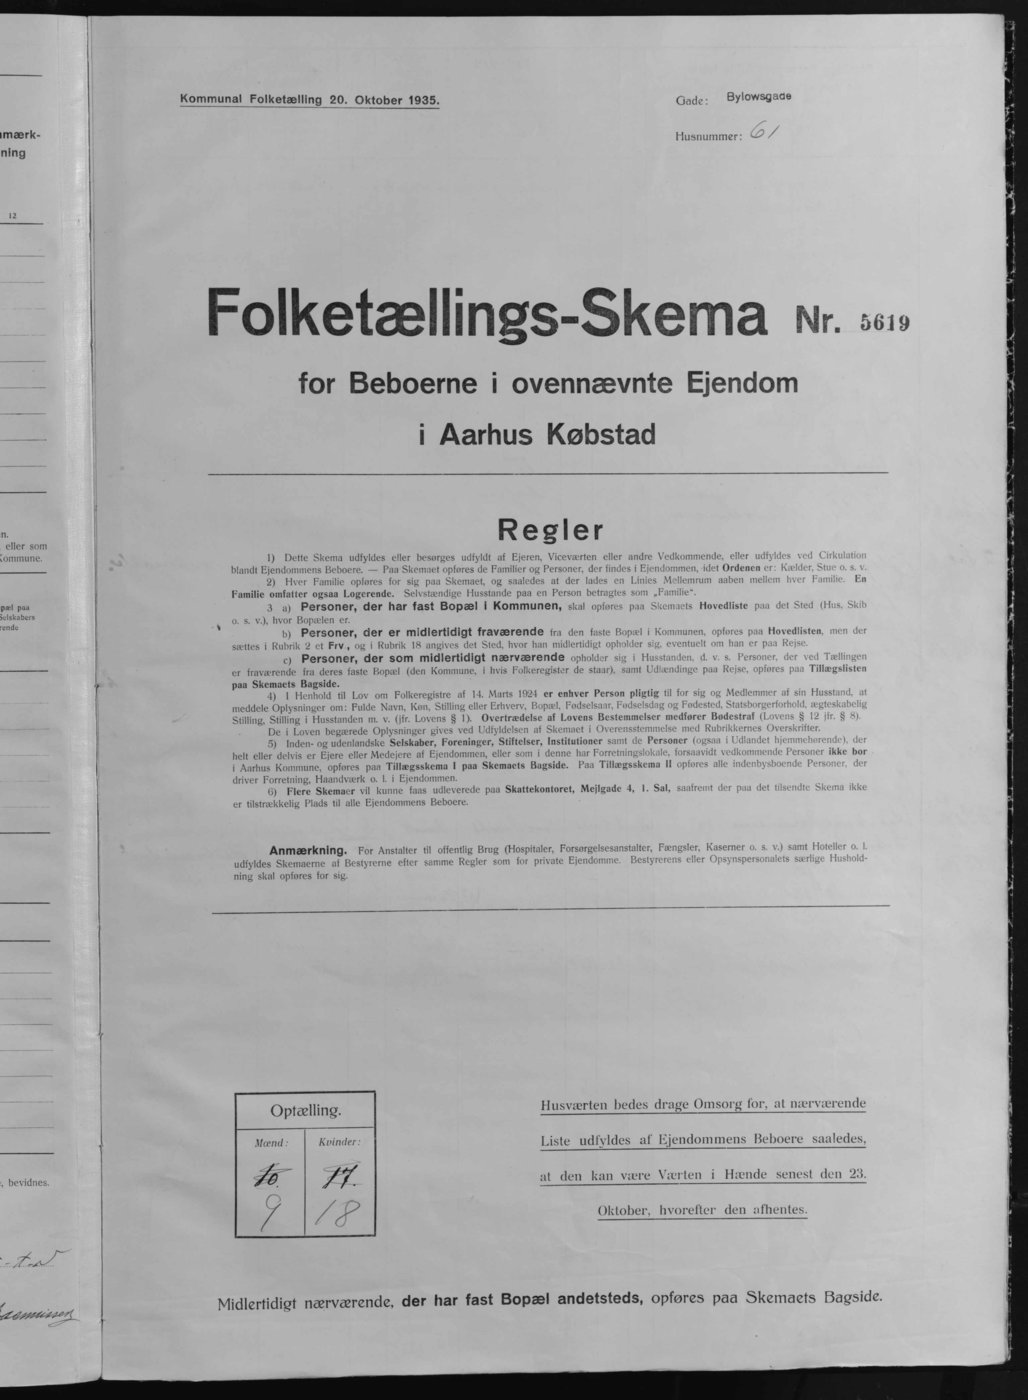 mærk-
ning
12
n.
eller som
Kommune.
pæl paa
Selskabers
rende
, bevidnes.
Kommunal Folketælling 20. Oktober 1935.
Gade: Bylowsgade
Husnummer: 61
Folketællings-Skema Nr. 5619
for Beboerne i ovennævnte Ejendom
i Aarhus Købstad
Regler
1) Dette Skema udfyldes eller besørges udfyldt af Ejeren, Viceværten eller andre Vedkommende, eller udfyldes ved Cirkulation
blandt Ejendommens Beboere. — Paa Skemaet opføres de Familier og Personer, der findes i Ejendommen, idet Ordenen er: Kælder, Stue o. s. v.
2) Hver Familie opføres for sig paa Skemaet, og saaledes at der lades en Linies Mellemrum aaben mellem hver Familie. En
Familie omfatter ogsaa Logerende. Selvstændige Husstande paa en Person betragtes som „Familie“.
3 a) Personer, der har fast Bopæl i Kommunen, skal opføres paa Skemaets Hovedliste paa det Sted (Hus, Skib
o. s. v.), hvor Bopælen er.
b) Personer, der er midlertidigt fraværende fra den faste Bopæl i Kommunen, opføres paa Hovedlisten, men der
sættes i Rubrik 2 et Frv., og i Rubrik 18 angives det Sted, hvor han midlertidigt opholder sig, eventuelt om han er paa Rejse.
c) Personer, der som midlertidigt nærværende opholder sig i Husstanden, d. v. s. Personer, der ved Tællingen
er fraværende fra deres faste Bopæl (den Kommune, i hvis Folkeregister de staar), samt Udlændinge paa Rejse, opføres paa Tillægslisten
paa Skemaets Bagside.
4) I Henhold til Lov om Folkeregistre af 14. Marts 1924 er enhver Person pligtig til for sig og Medlemmer af sin Husstand, at
meddele Oplysninger om: Fulde Navn, Køn, Stilling eller Erhverv, Bopæl, Fødselsaar, Fødselsdag og Fødested, Statsborgerforhold, ægteskabelig
Stilling, Stilling i Husstanden m. v. (jfr. Lovens § 1). Overtrædelse af Lovens Bestemmelser medfører Bødestraf (Lovens § 12 jfr. § 8).
De i Loven begærede Oplysninger gives ved Udfyldelsen af Skemaet i Overensstemmelse med Rubrikkernes Overskrifter.
5) Inden- og udenlandske Selskaber, Foreninger, Stiftelser, Institutioner samt de Personer (ogsaa i Udlandet hjemmehørende), der
helt eller delvis er Ejere eller Medejere af Ejendommen, eller som i denne har Forretningslokale, forsaavidt vedkommende Personer ikke bor
i Aarhus Kommune, opføres paa Tillægsskema I paa Skemaets Bagside. Paa Tillægsskema II opføres alle indenbysboende Personer, der
driver Forretning, Haandværk o. l. i Ejendommen.
6) Flere Skemaer vil kunne faas udleverede paa Skattekontoret, Mejlgade 4, 1. Sal, saafremt der paa det tilsendte Skema ikke
er tilstrækkelig Plads til alle Ejendommens Beboere.
Anmærkning. For Anstalter til offentlig Brug (Hospitaler, Forsørgelsesanstalter, Fængsler, Kaserner o. s. v.) samt Hoteller o. l.
udfyldes Skemaerne af Bestyrerne efter samme Regler som for private Ejendomme. Bestyrerens eller Opsynspersonalets særlige Hushold-
ning skal opføres for sig.
Optælling.
Mænd: Kvinder:
10. 17.
9 18
Husværten bedes drage Omsorg for, at nærværende
Liste udfyldes af Ejendommens Beboere saaledes,
at den kan være Værten i Hænde senest den 23.
Oktober, hvorefter den afhentes.
Midlertidigt nærværende, der har fast Bopæl andetsteds, opføres paa Skemaets Bagside.